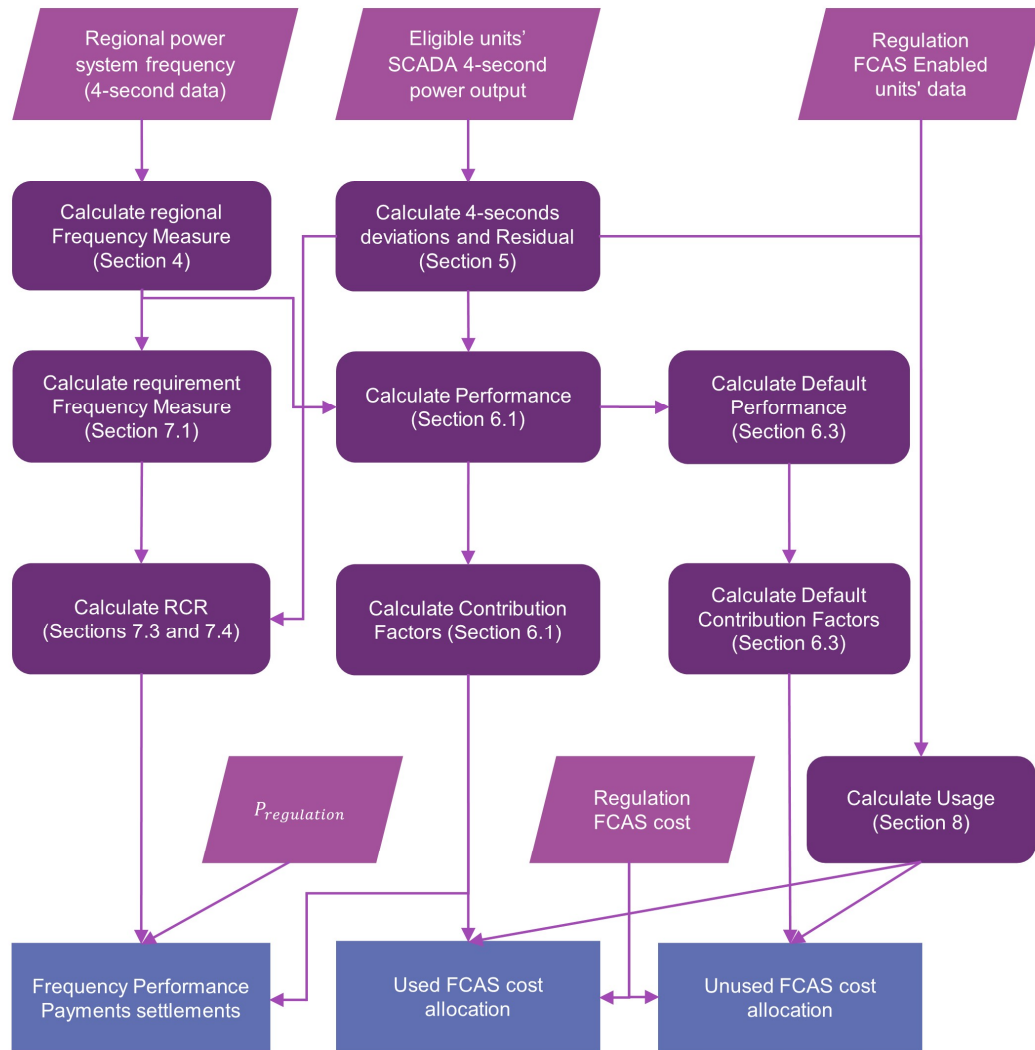 Regional power
system frequency
(4-second data)
Eligible units’
SCADA 4-second
power output
Regulation
FCAS Enabled
units' data
Calculate regional
Frequency Measure
(Section 4)
Calculate 4-seconds
deviations and Residual
(Section 5)
Calculate requirement
Frequency Measure
(Section 7.1)
Calculate Performance
(Section 6.1)
Calculate Default
Performance
(Section 6.3)
Calculate RCR
(Sections 7.3 and 7.4)
Calculate Contribution
Factors (Section 6.1)
Calculate Default
Contribution Factors
(Section 6.3)
P_regulation
Regulation
FCAS cost
Calculate Usage
(Section 8)
Frequency Performance
Payments settlements
Used FCAS cost
allocation
Unused FCAS cost
allocation